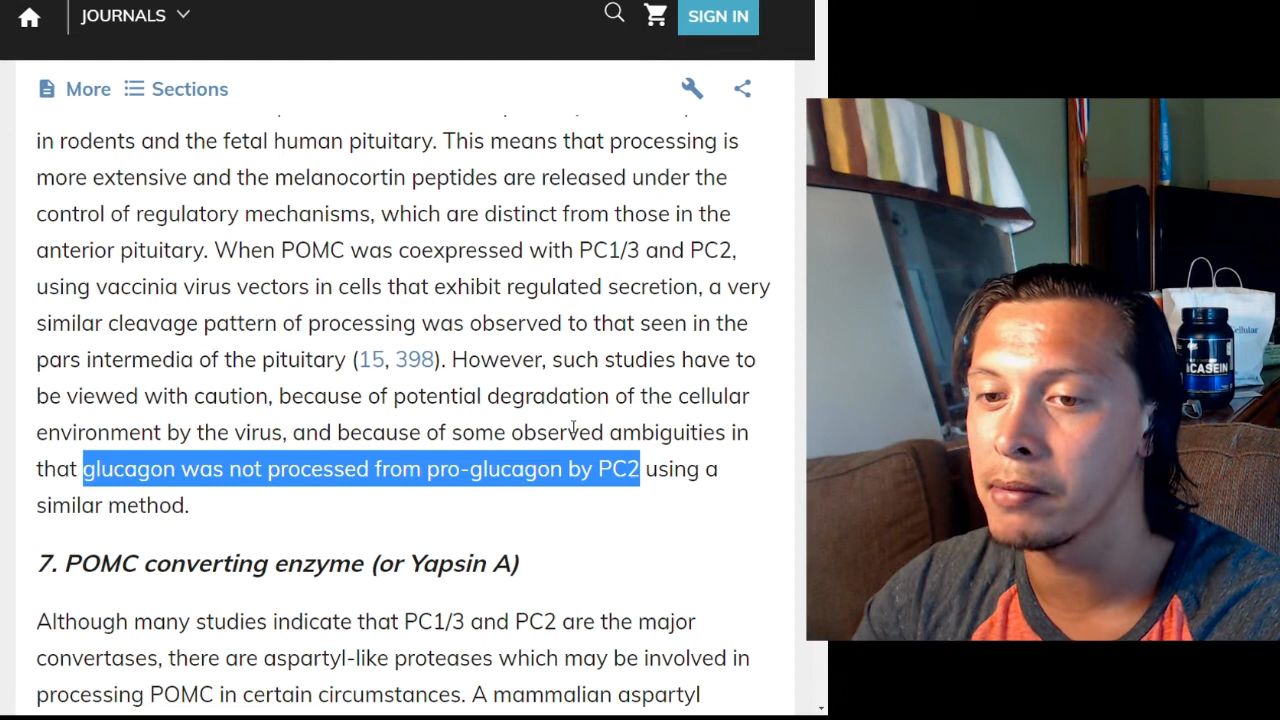 JOURNALS
SIGN IN
More
Sections
in rodents and the fetal human pituitary. This means that processing is
more extensive and the melanocortin peptides are released under the
control of regulatory mechanisms, which are distinct from those in the
anterior pituitary. When POMC was coexpressed with PC1/3 and PC2,
using vaccinia virus vectors in cells that exhibit regulated secretion, a very
similar cleavage pattern of processing was observed to that seen in the
pars intermedia of the pituitary (15, 398). However, such studies have to
be viewed with caution, because of potential degradation of the cellular
environment by the virus, and because of some observed ambiguities in
that glucagon was not processed from pro-glucagon by PC2 using a
similar method.
7. POMC converting enzyme (or Yapsin A)
Although many studies indicate that PC1/3 and PC2 are the major
convertases, there are aspartyl-like proteases which may be involved in
processing POMC in certain circumstances. A mammalian aspartyl
Cellular
CASEIN